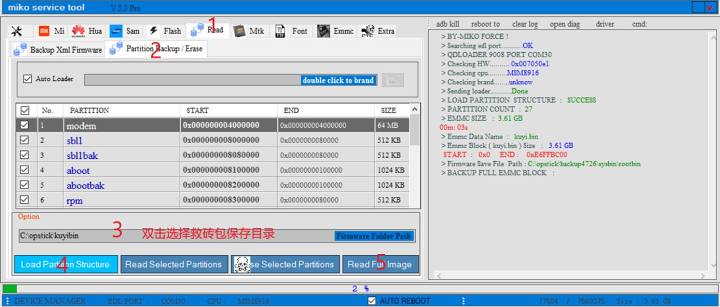 miko service tool V 5.3 Pro
Mi Hua Sam Flash Read Mtk Font Emmc Extra
1
Backup Xml Firmware Partition Backup / Erase
2
Auto Loader double click to brand
No. PARTITION START END SIZE
1 modem 0x000000004000000 0x000000004000000 64 MB
2 sbl1 0x000000008000000 0x000000000080000 512 KB
3 sbl1bak 0x000000008080000 0x000000000080000 512 KB
4 aboot 0x000000008100000 0x000000000100000 1024 KB
5 abootbak 0x000000008200000 0x000000000100000 1024 KB
6 rpm 0x000000008300000 0x000000000080000 512 KB
Option
3 双击选择救砖包保存目录
C:\opstick\kuyibin Firmware Folder Path
Load Partition Structure Read Selected Partitions Selected Partitions Read Full Image
4 5
adb kill reboot to clear log open diag driver cmd:
> BY-MIKO FORCE !
> Searching edl port..........OK
> QDLOADER 9008 PORT COM30
> Checking HW..........0x007050e1
> Checking cpu..........MSM8916
> Checking brand.......unknow
> Sending loader...........Done
> LOAD PARTITION STRUCTURE : SUCCESS
> PARTITION COUNT : 27
> EMMC SIZE : 3.61 GB
00m: 03s
> Emmc Data Name : kuyi.bin
> Emmc Block ( kuyi.bin ) Size : 3.61 GB
START : 0x0 END : 0xE6FFBC00
> Firmware Save File Path : C:\opstick\backup4726\sysbin\rootbin
> BACKUP FULL EMMC BLOCK :
2 %
DEVICE MANAGER EDL PORT COM30 CPU : MSM8916 AUTO REBOOT Size 3.61 GB